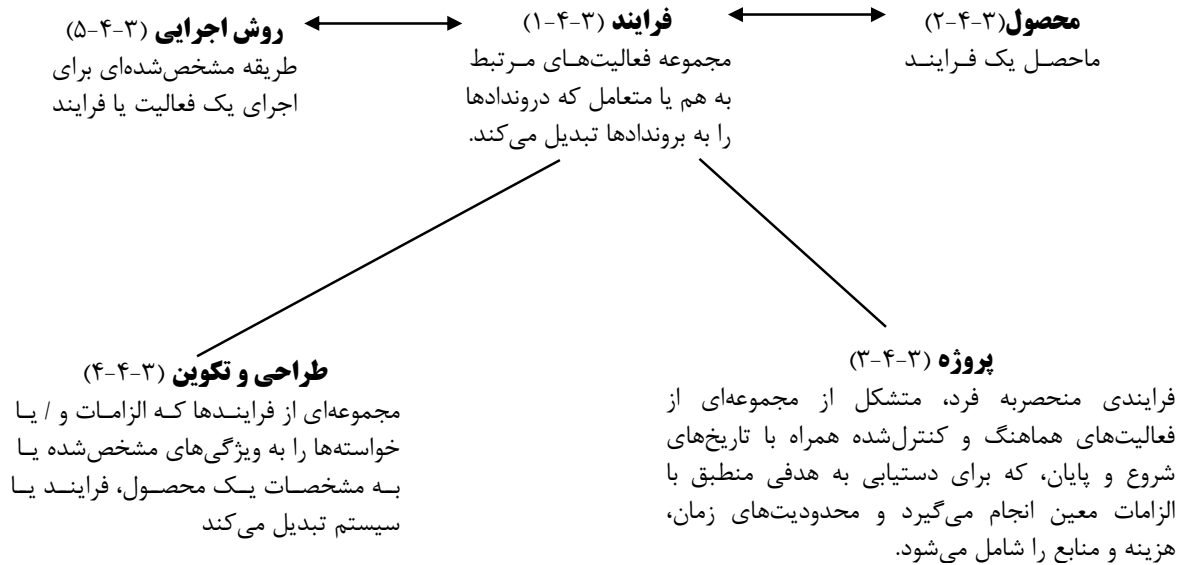 محصول(۳-۴-۲)
ماحصل یک فرایند
فرایند (۳-۴-۱)
مجموعه فعالیت‌های مرتبط
به هم یا متعامل که دروندادها
را به بروندادها تبدیل می‌کند.
روش اجرایی (۳-۴-۵)
طریقه مشخص‌شده‌ای برای
اجرای یک فعالیت یا فرایند
پروژه (۳-۴-۳)
فرایندی منحصربه فرد، متشکل از مجموعه‌ای از
فعالیت‌های هماهنگ و کنترل‌شده همراه با تاریخ‌های
شروع و پایان، که برای دستیابی به هدفی منطبق با
الزامات معین انجام می‌گیرد و محدودیت‌های زمان،
هزینه و منابع را شامل می‌شود.
طراحی و تکوین (۳-۴-۴)
مجموعه‌ای از فرایندها که الزامات و / یا
خواسته‌ها را به ویژگی‌های مشخص‌شده یا
به مشخصات یک محصول، فرایند یا
سیستم تبدیل می‌کند